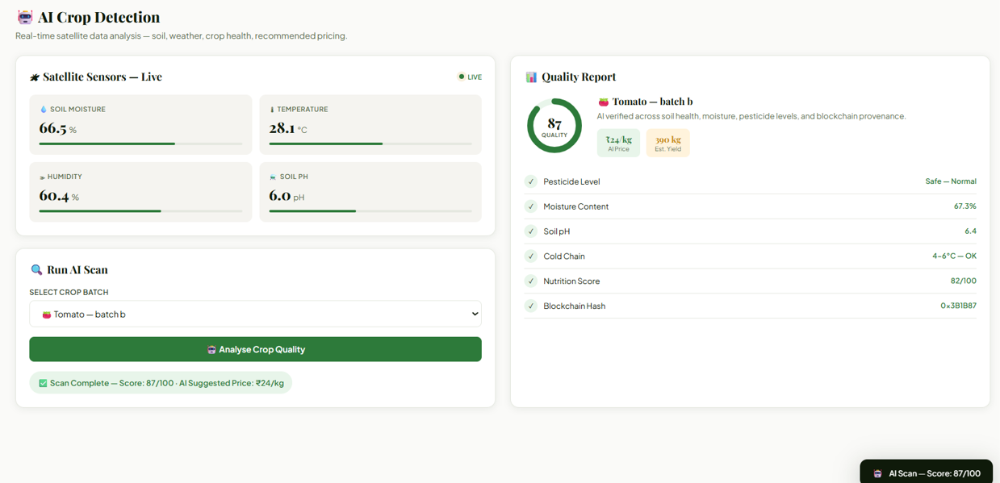 AI Crop Detection
Real-time satellite data analysis — soil, weather, crop health, recommended pricing.
Satellite Sensors — Live
LIVE
SOIL MOISTURE
66.5 %
TEMPERATURE
28.1 °C
HUMIDITY
60.4 %
SOIL PH
6.0 pH
Run AI Scan
SELECT CROP BATCH
Tomato — batch b
Analyse Crop Quality
Scan Complete — Score: 87/100 · AI Suggested Price: ₹24/kg
Quality Report
87
QUALITY
Tomato — batch b
AI verified across soil health, moisture, pesticide levels, and blockchain provenance.
₹24/kg
AI Price
390 kg
Est. Yield
Pesticide Level Safe — Normal
Moisture Content 67.3%
Soil pH 6.4
Cold Chain 4–6°C — OK
Nutrition Score 82/100
Blockchain Hash 0x3B1B87
AI Scan — Score: 87/100